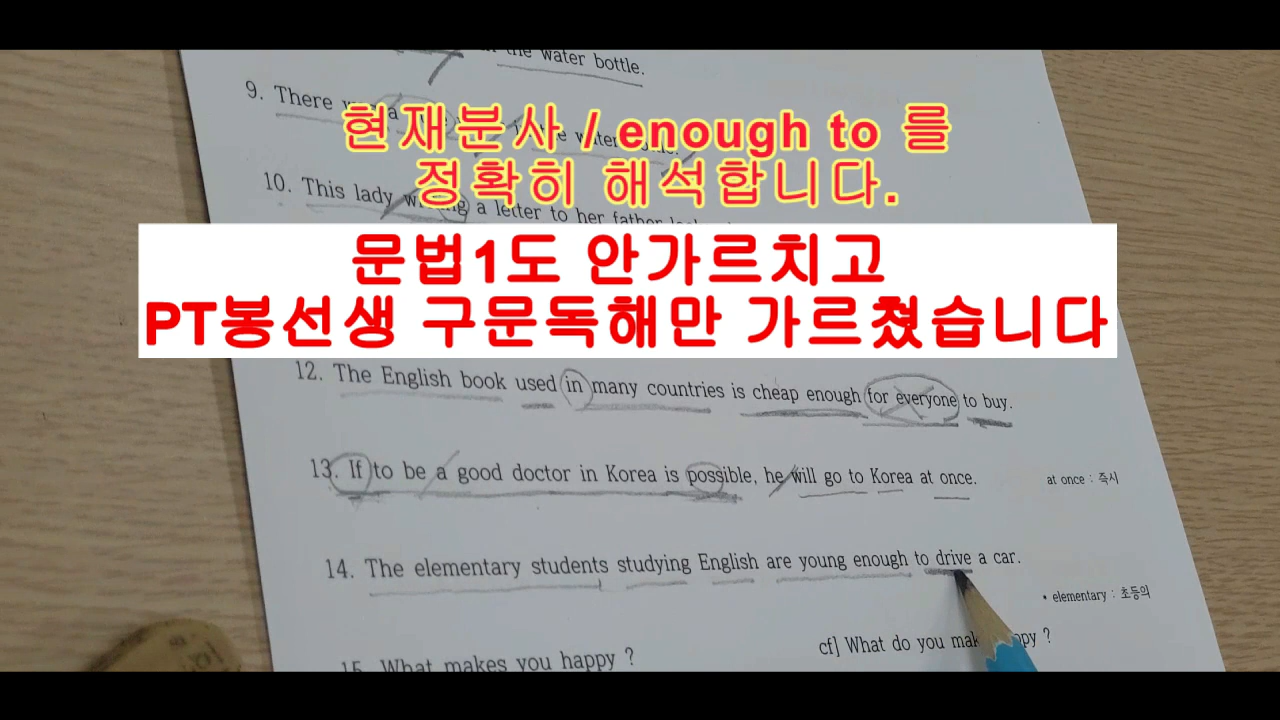 the water bottle.
9. There
현재분사 / enough to 를
정확히 해석합니다.
10. This lady a letter to her father
문법1도 안가르치고
PT봉선생 구문독해만 가르쳤습니다
12. The English book used in many countries is cheap enough for everyone to buy.
13. If to be a good doctor in Korea is possible, he will go to Korea at once.
at once : 즉시
14. The elementary students studying English are young enough to drive a car.
• elementary : 초등의
15. What makes you happy ?
cf] What do you ?